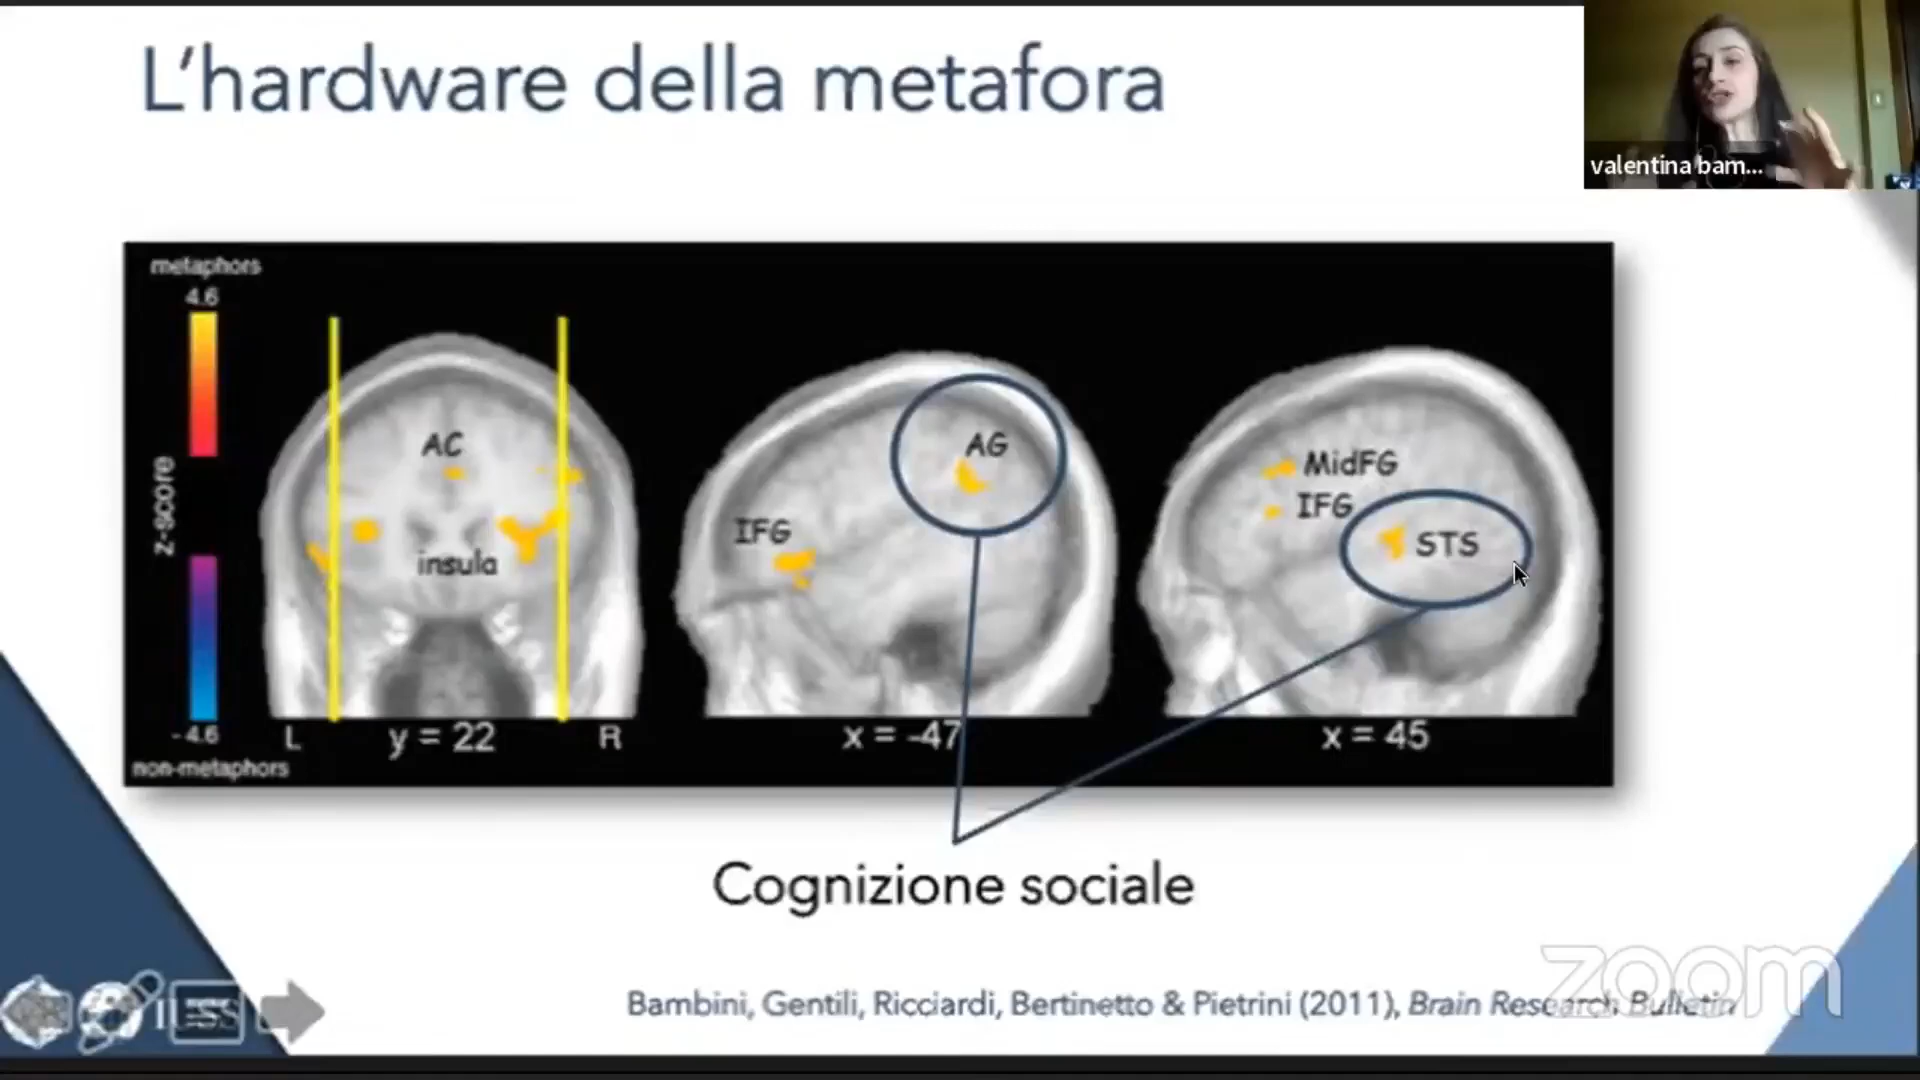 L'hardware della metafora
valentina bam...
metaphors
4.6
z-score
- 4.6
non-metaphors
AC
insula
L
y = 22
R
AG
IFG
x = -47
MidFG
IFG
STS
x = 45
Cognizione sociale
Bambini, Gentili, Ricciardi, Bertinetto & Pietrini (2011), Brain Research Bulletin
zoom
IUSS